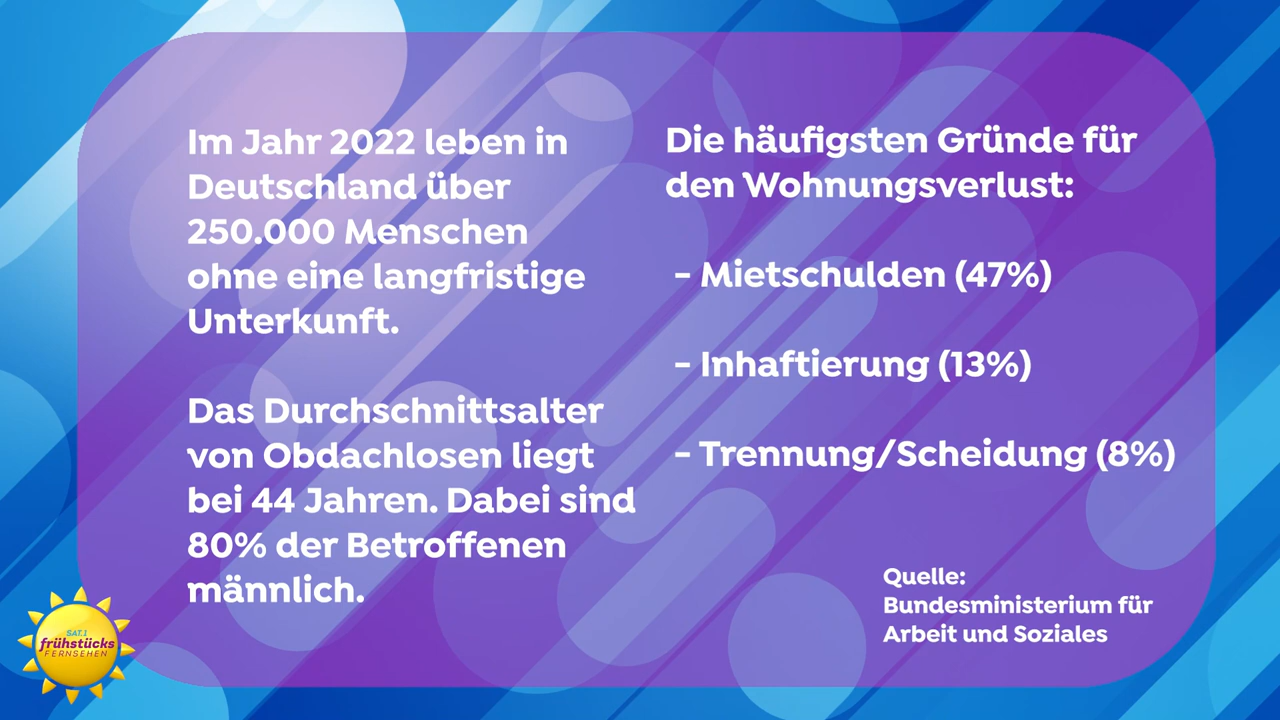 Im Jahr 2022 leben in
Deutschland über
250.000 Menschen
ohne eine langfristige
Unterkunft.
Das Durchschnittsalter
von Obdachlosen liegt
bei 44 Jahren. Dabei sind
80% der Betroffenen
männlich.
Die häufigsten Gründe für
den Wohnungsverlust:
- Mietschulden (47%)
- Inhaftierung (13%)
- Trennung/Scheidung (8%)
Quelle:
Bundesministerium für
Arbeit und Soziales
SAT.1
frühstücks
FERNSEHEN